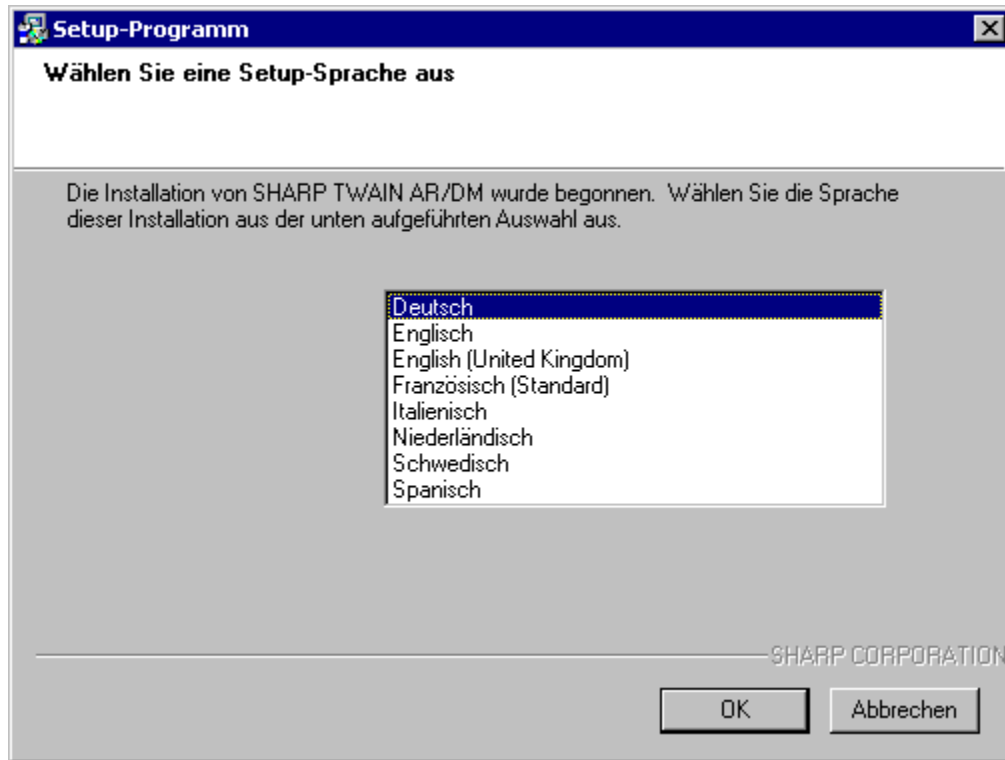 Setup-Programm
Wählen Sie eine Setup-Sprache aus
Die Installation von SHARP TWAIN AR/DM wurde begonnen.  Wählen Sie die Sprache
dieser Installation aus der unten aufgeführten Auswahl aus.
Deutsch
Englisch
English (United Kingdom)
Französisch (Standard)
Italienisch
Niederländisch
Schwedisch
Spanisch
SHARP CORPORATION
OK
Abbrechen